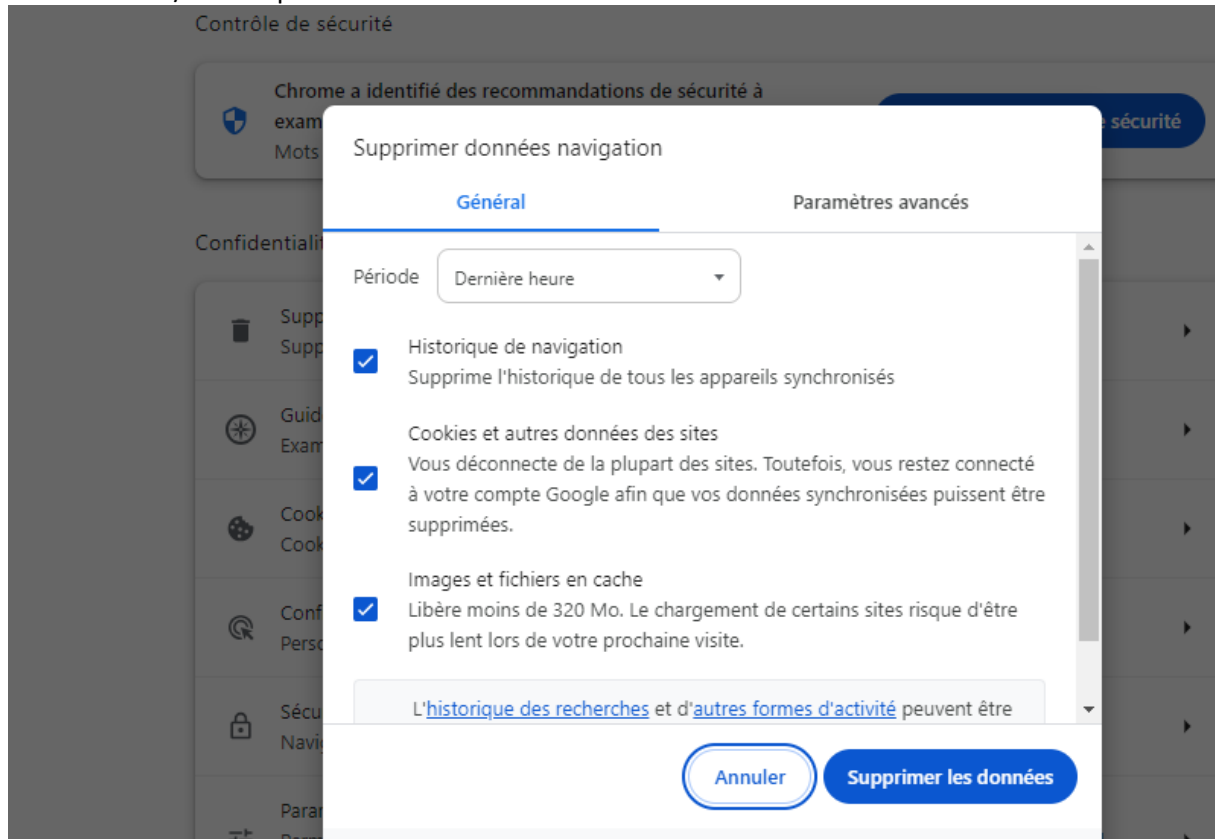 Contrôle de sécurité
Chrome a identifié des recommandations de sécurité à
exam
Mots
sécurité
Supprimer données navigation
Général
Paramètres avancés
Confidentialit
Période
Dernière heure
Supp
Supp
Historique de navigation
Supprime l'historique de tous les appareils synchronisés
Guid
Exam
Cookies et autres données des sites
Vous déconnecte de la plupart des sites. Toutefois, vous restez connecté
à votre compte Google afin que vos données synchronisées puissent être
supprimées.
Cook
Cook
Images et fichiers en cache
Libère moins de 320 Mo. Le chargement de certains sites risque d'être
plus lent lors de votre prochaine visite.
Conf
Perso
L'historique des recherches et d'autres formes d'activité peuvent être
Sécu
Navig
Annuler
Supprimer les données
Paran